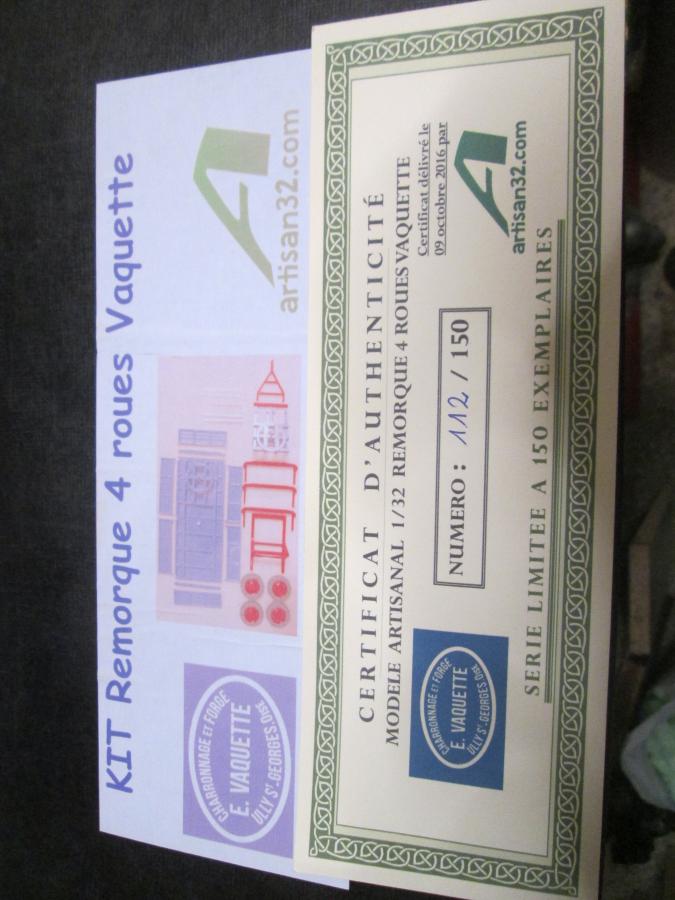 KIT Remorque 4 roues Vaquette
CHARRONNAGE ET FORGE
E. VAQUETTE
ULLY St. GEORGES OISE
artisan32.com
CERTIFICAT D'AUTHENTICITÉ
MODELE ARTISANAL 1/32 REMORQUE 4 ROUES VAQUETTE
CHARRONNAGE ET FORGE
E. VAQUETTE
ULLY St. GEORGES OISE
NUMERO : 112 / 150
Certificat délivré le
09 octobre 2016 par
artisan32.com
SERIE LIMITEE A 150 EXEMPLAIRES